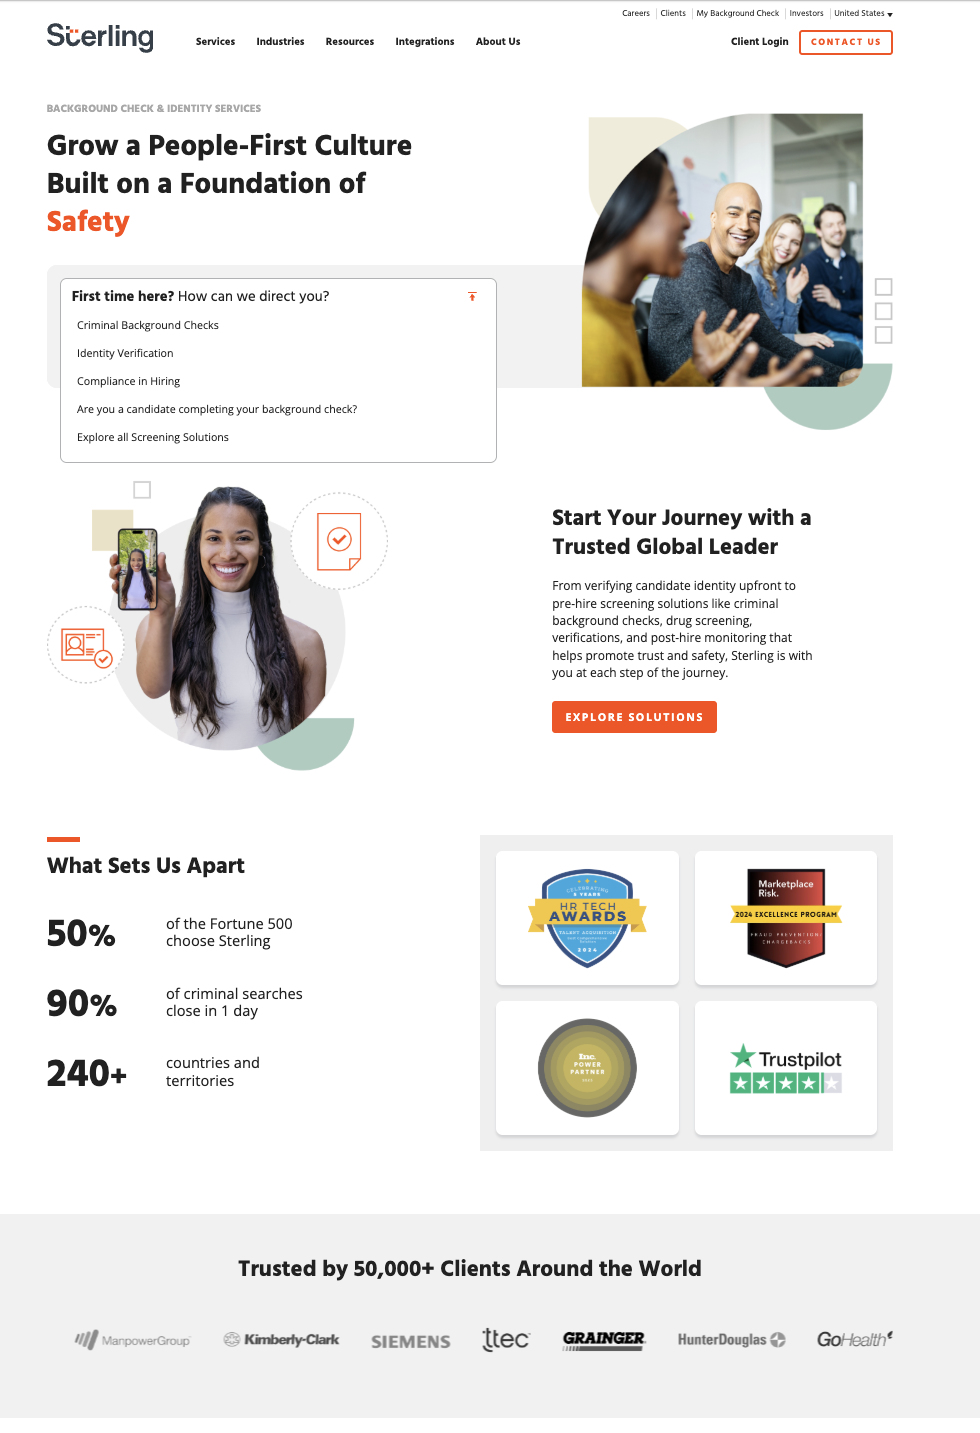 Careers Clients My Background Check Investors United States
Sterling
Services Industries Resources Integrations About Us
Client Login CONTACT US
BACKGROUND CHECK & IDENTITY SERVICES
Grow a People-First Culture
Built on a Foundation of
Safety
First time here? How can we direct you?
Criminal Background Checks
Identity Verification
Compliance in Hiring
Are you a candidate completing your background check?
Explore all Screening Solutions
Start Your Journey with a
Trusted Global Leader
From verifying candidate identity upfront to
pre-hire screening solutions like criminal
background checks, drug screening,
verifications, and post-hire monitoring that
helps promote trust and safety, Sterling is with
you at each step of the journey.
EXPLORE SOLUTIONS
What Sets Us Apart
50%
of the Fortune 500
choose Sterling
90%
of criminal searches
close in 1 day
240+
countries and
territories
CELEBRATING
5 YEARS
HR TECH
AWARDS
TALENT ACQUISITION
2024
Marketplace
Risk.
2024 EXCELLENCE PROGRAM
FRAUD PREVENTION:
CHARGEBACKS
Inc.
POWER
PARTNER
Trustpilot
Trusted by 50,000+ Clients Around the World
ManpowerGroup
Kimberly-Clark
SIEMENS
ttec
GRAINGER
HunterDouglas
GoHealth